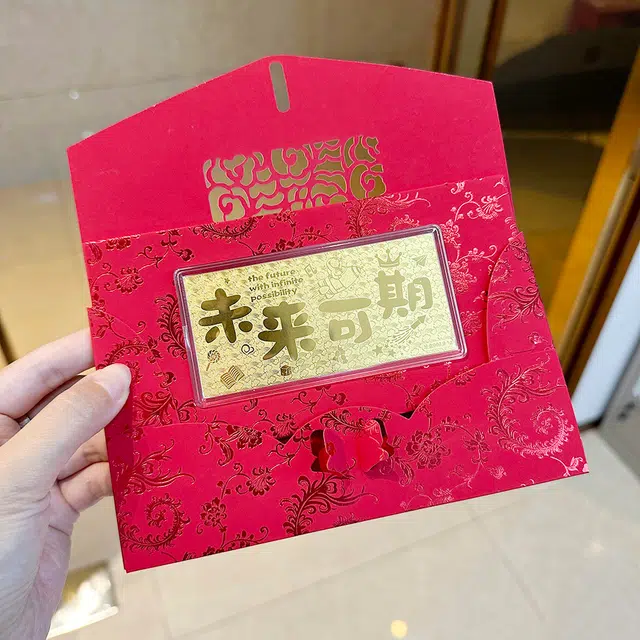 the future
with infinite
possibility
未来可期